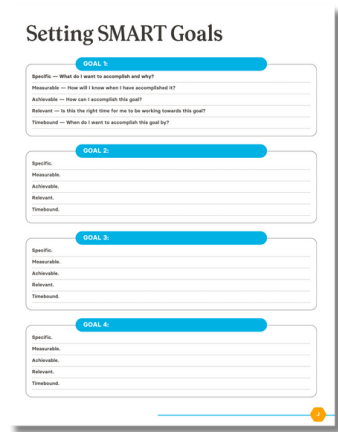 Setting SMART Goals
GOAL 1:
Specific — What do I want to accomplish and why?
Measurable — How will I know when I have accomplished it?
Achievable — How can I accomplish this goal?
Relevant — Is this the right time for me to be working towards this goal?
Timebound — When do I want to accomplish this goal by?
GOAL 2:
Specific.
Measurable.
Achievable.
Relevant.
Timebound.
GOAL 3:
Specific.
Measurable.
Achievable.
Relevant.
Timebound.
GOAL 4:
Specific.
Measurable.
Achievable.
Relevant.
Timebound.